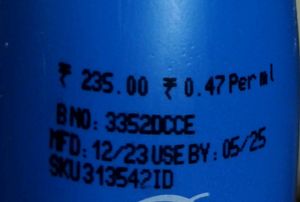 ₹ 235.00 ₹ 0.47 Per ml
B NO: 3352DCCE
MFD: 12/23 USE BY: 05/25
SKU313542ID